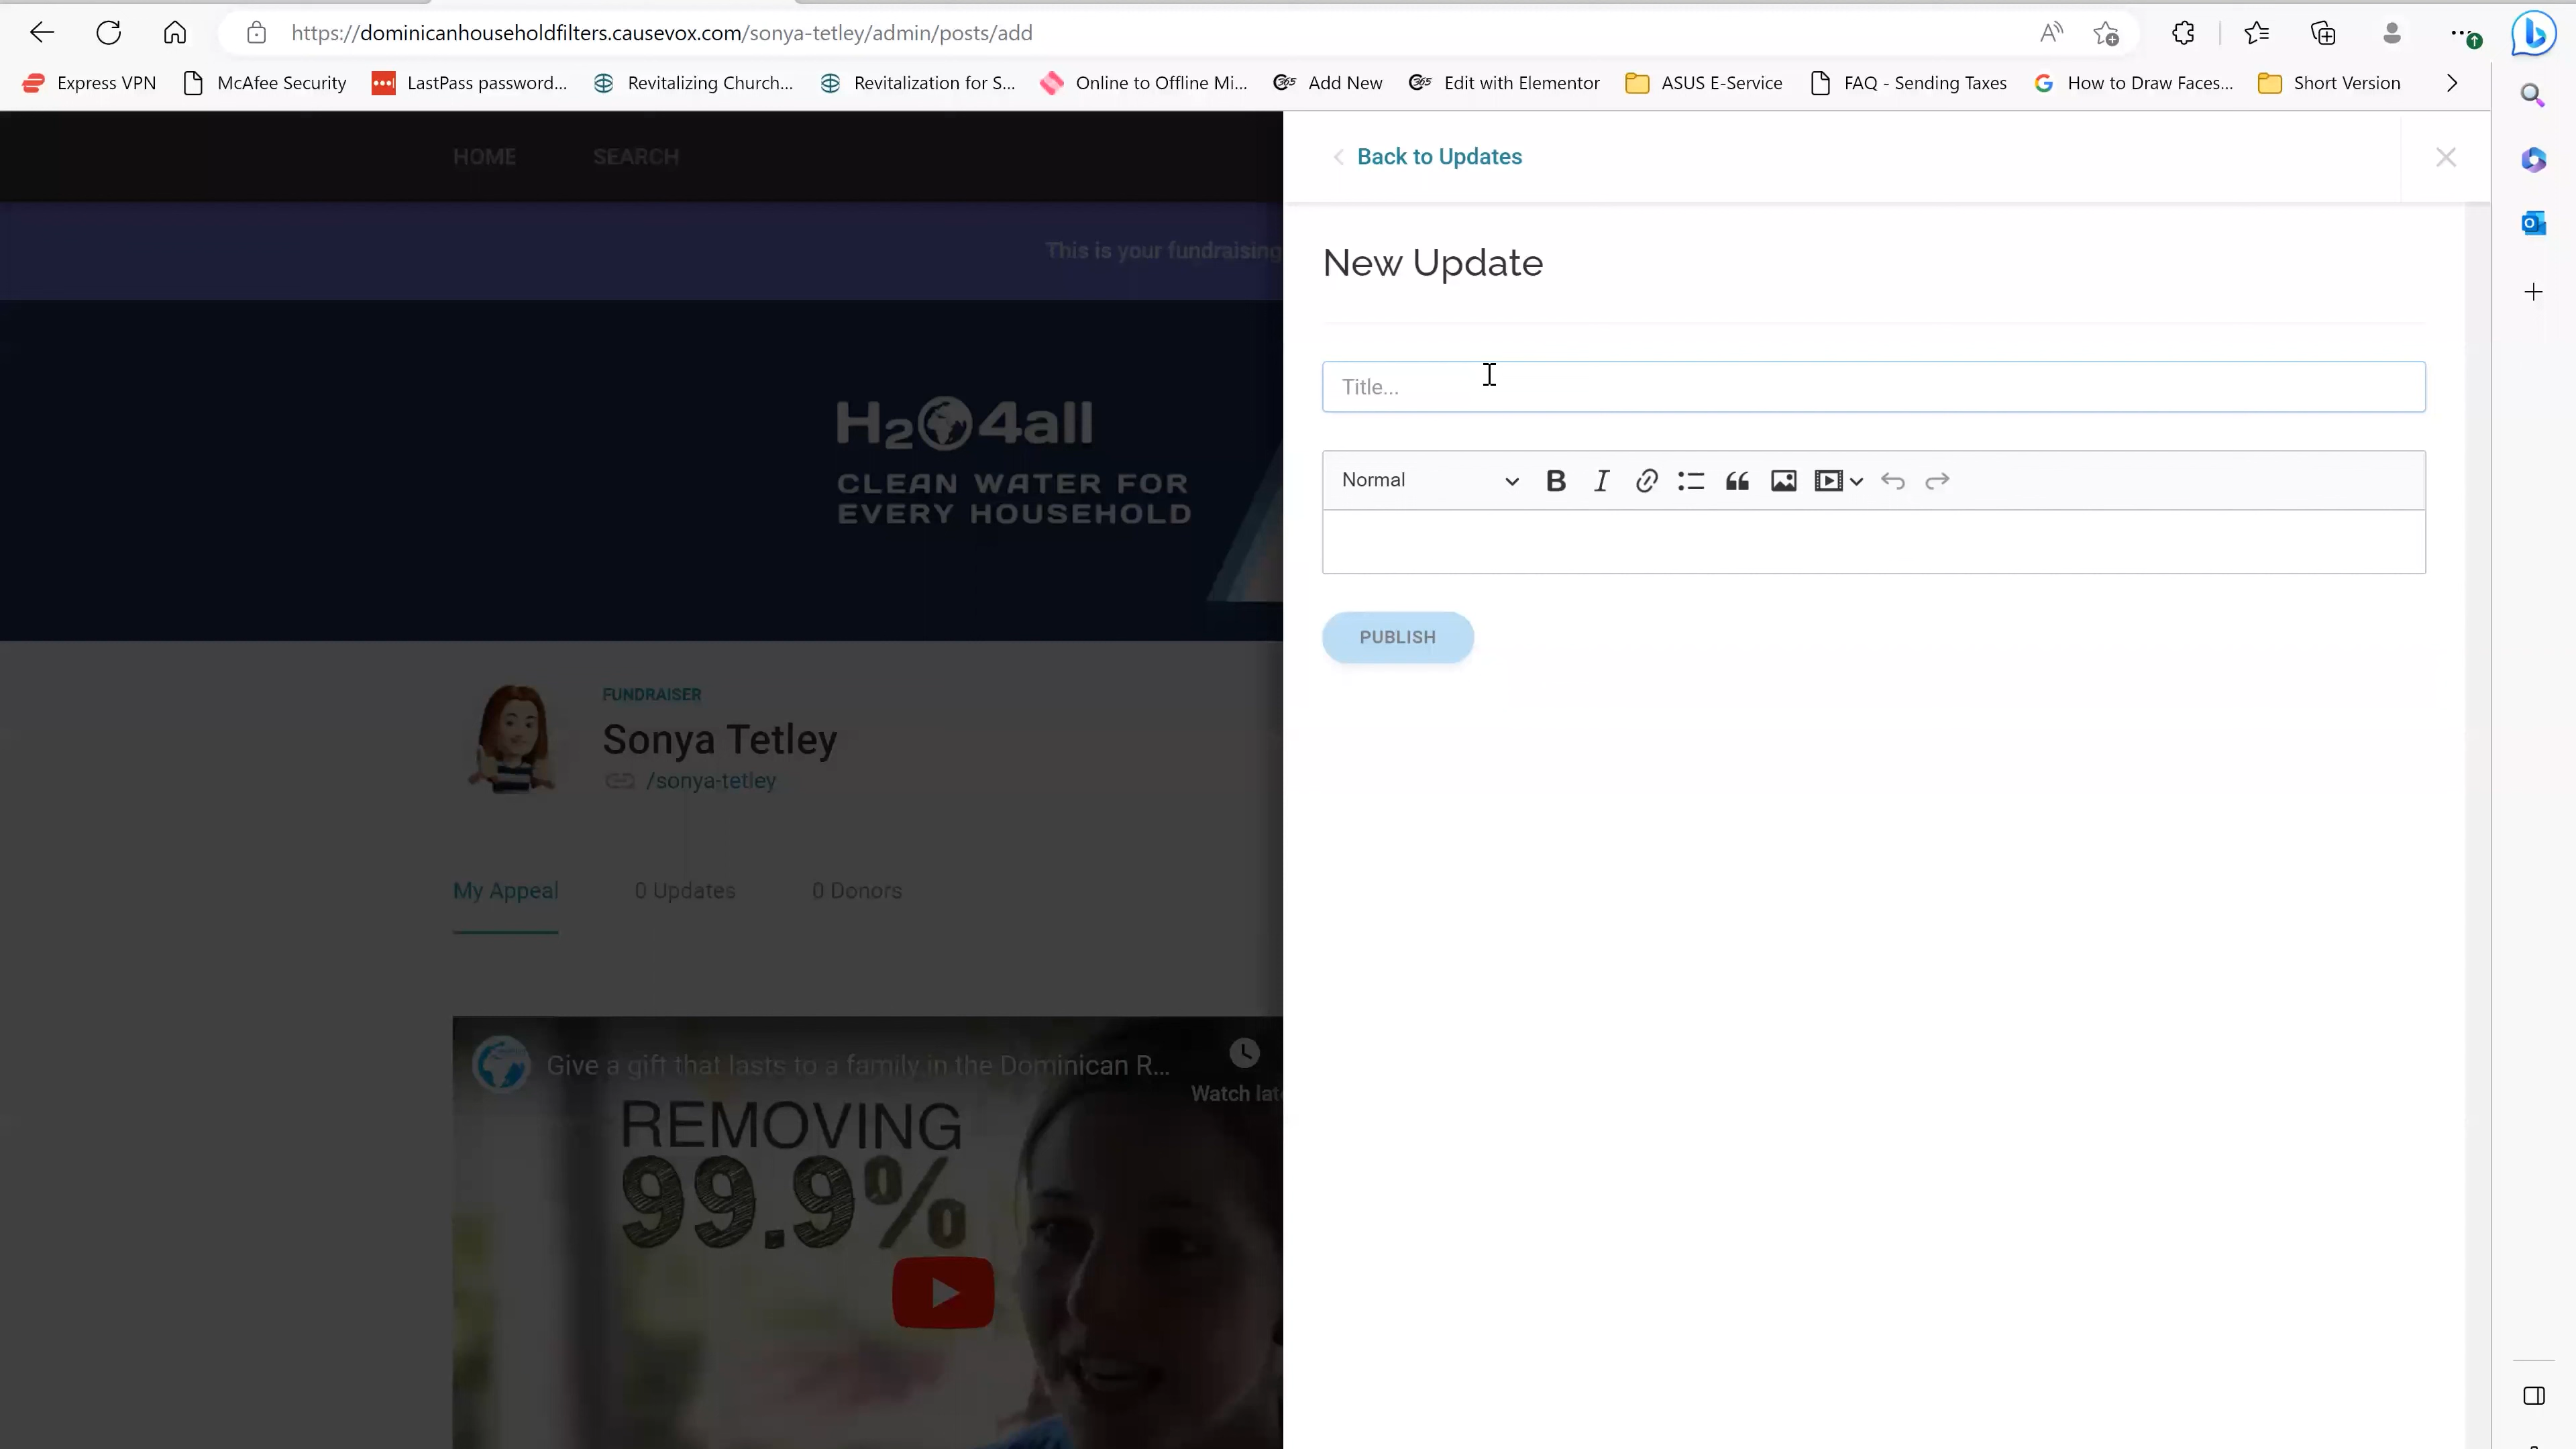 https://dominicanhouseholdfilters.causevox.com/sonya-tetley/admin/posts/add
Express VPN McAfee Security LastPass password... Revitalizing Church... Revitalization for S... Online to Offline Mi... Add New Edit with Elementor ASUS E-Service FAQ - Sending Taxes How to Draw Faces... Short Version
HOME SEARCH
Back to Updates
This is your fundraising
New Update
Title...
H2O4all
CLEAN WATER FOR
EVERY HOUSEHOLD
Normal
PUBLISH
FUNDRAISER
Sonya Tetley
/sonya-tetley
My Appeal 0 Updates 0 Donors
Give a gift that lasts to a family in the Dominican R...
Watch lat
REMOVING
99.9%